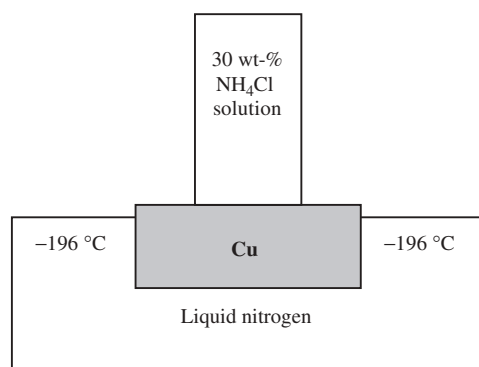 30 wt-%
NH₄Cl
solution
–196 °C
Cu
–196 °C
Liquid nitrogen